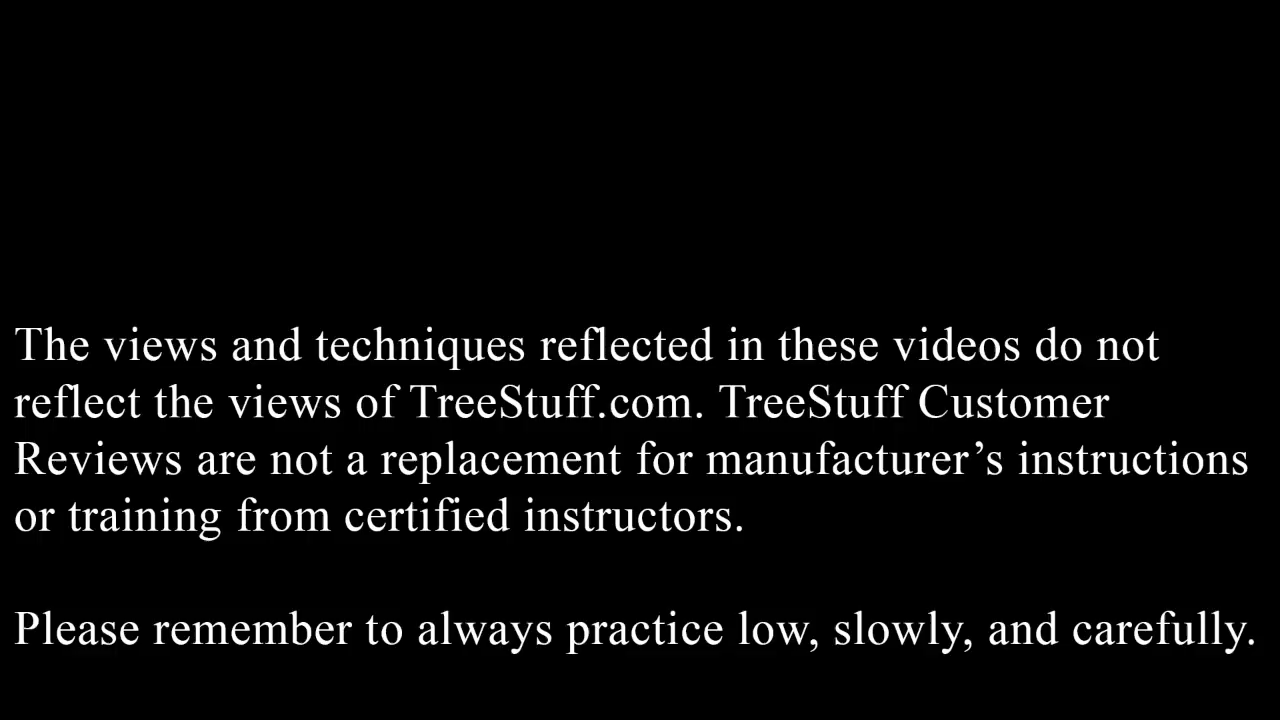 The views and techniques reflected in these videos do not
reflect the views of TreeStuff.com. TreeStuff Customer
Reviews are not a replacement for manufacturer’s instructions
or training from certified instructors.
Please remember to always practice low, slowly, and carefully.